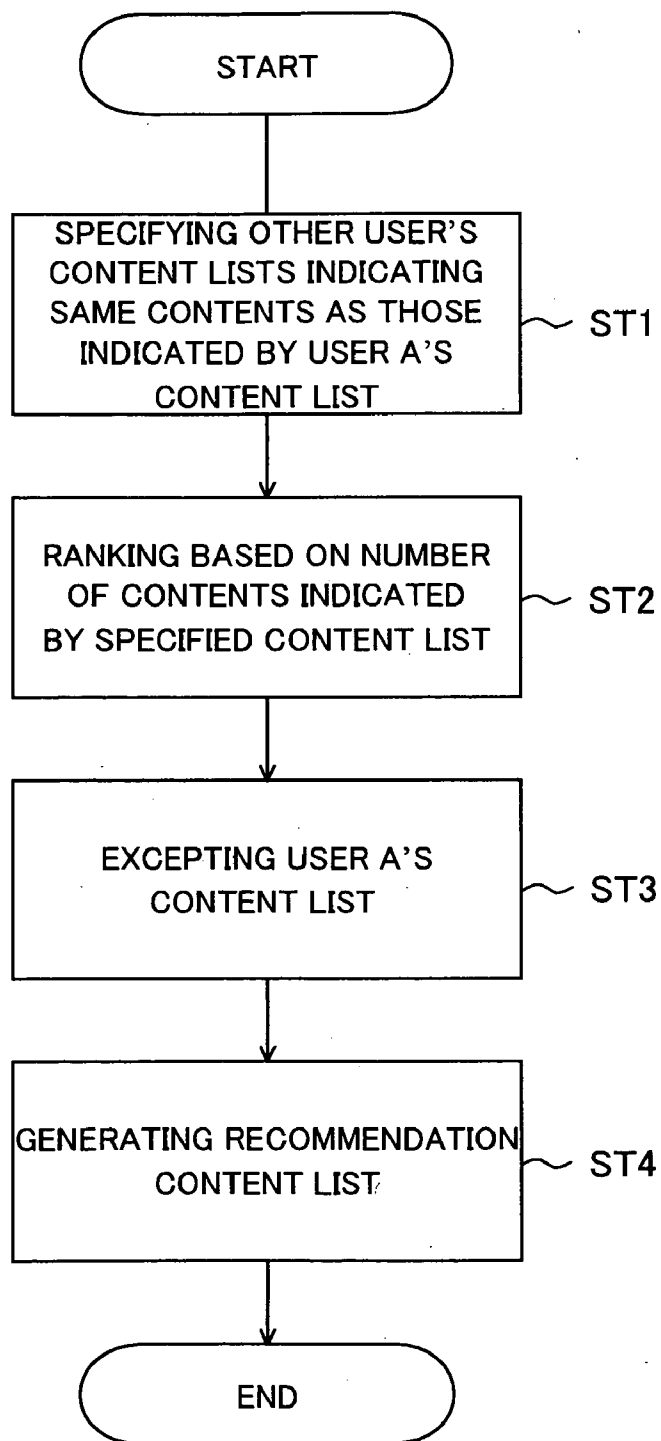 START
SPECIFYING OTHER USER'S
CONTENT LISTS INDICATING
SAME CONTENTS AS THOSE
INDICATED BY USER A'S
CONTENT LIST
ST1
RANKING BASED ON NUMBER
OF CONTENTS INDICATED
BY SPECIFIED CONTENT LIST
ST2
EXCEPTING USER A'S
CONTENT LIST
ST3
GENERATING RECOMMENDATION
CONTENT LIST
ST4
END